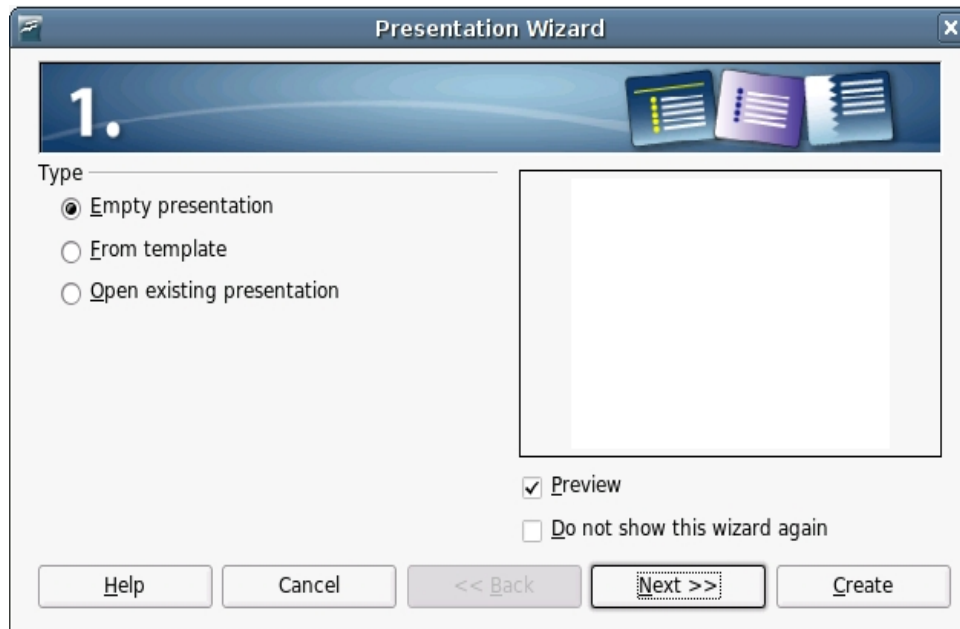 Presentation Wizard
1.
Type
Empty presentation
From template
Open existing presentation
Preview
Do not show this wizard again
Help Cancel << Back Next >> Create